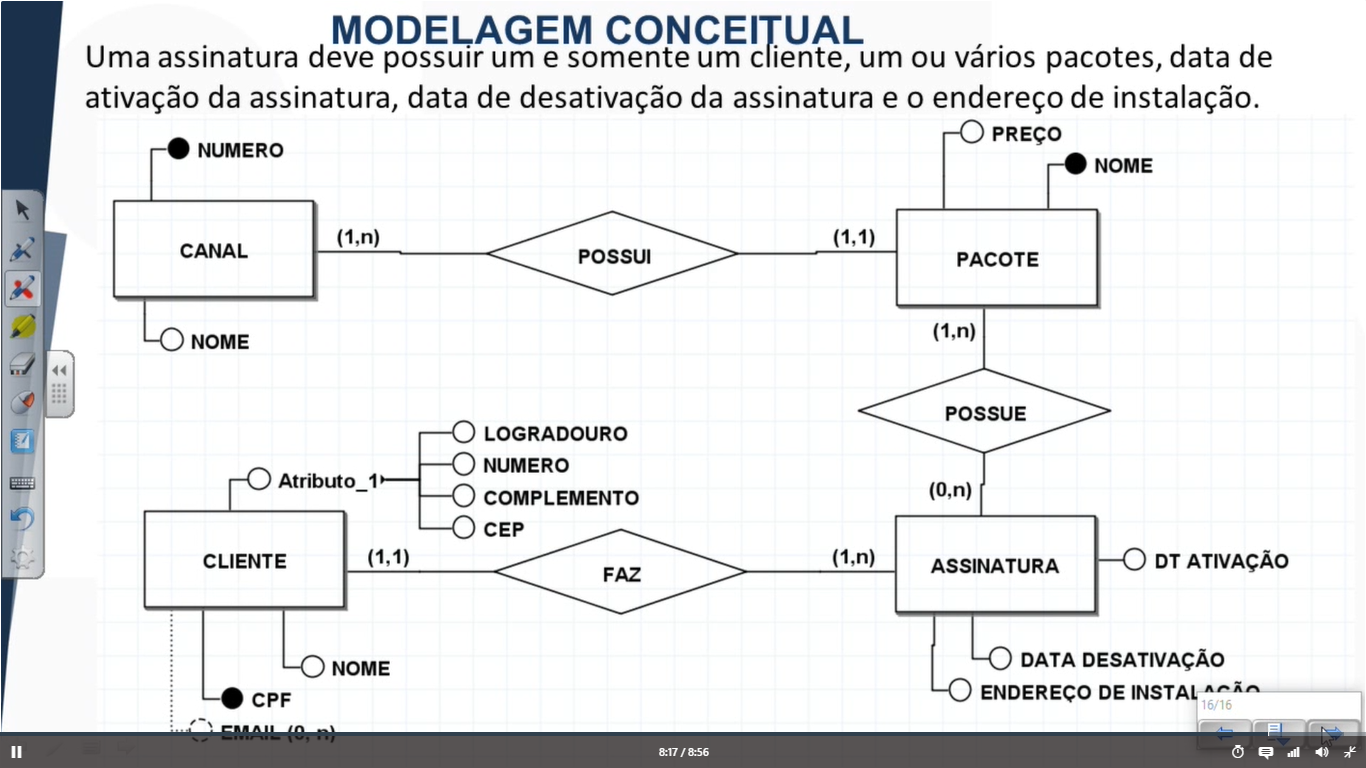 MODELAGEM CONCEITUAL
Uma assinatura deve possuir um e somente um cliente, um ou vários pacotes, data de
ativação da assinatura, data de desativação da assinatura e o endereço de instalação.
NUMERO
PREÇO
NOME
CANAL
(1,n)
POSSUI
(1,1)
PACOTE
NOME
(1,n)
POSSUE
(0,n)
LOGRADOURO
Atributo_1
NUMERO
COMPLEMENTO
CEP
CLIENTE
(1,1)
FAZ
(1,n)
ASSINATURA
DT ATIVAÇÃO
NOME
CPF
EMAIL (0, n)
DATA DESATIVAÇÃO
ENDEREÇO DE INSTALAÇÃO
16/16
8:17 / 8:56